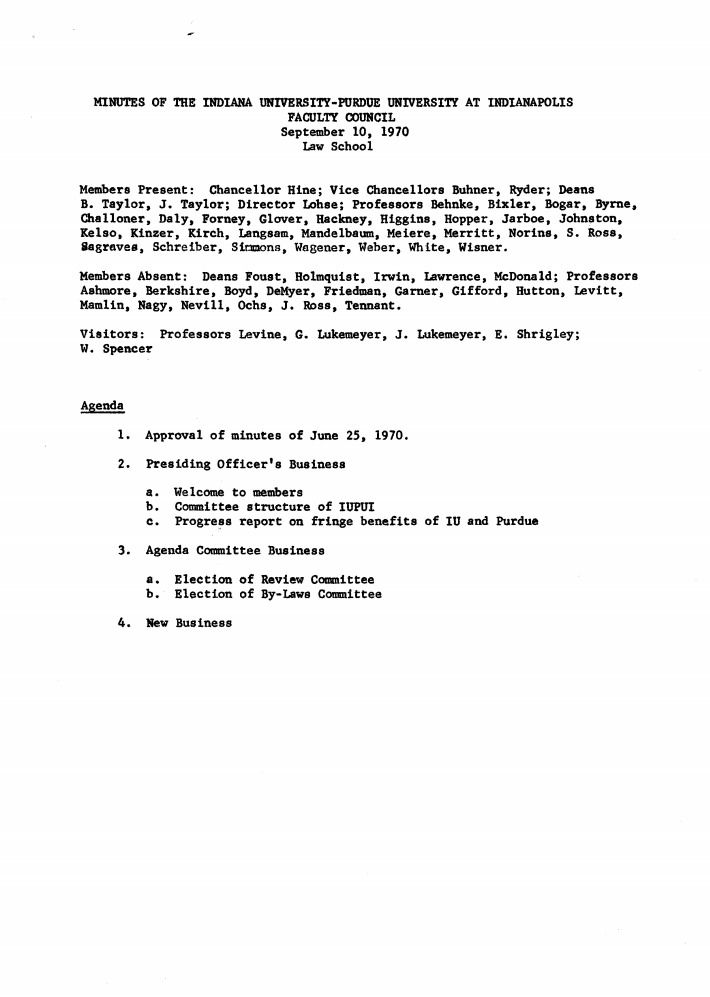 MINUTES OF THE INDIANA UNIVERSITY-PURDUE UNIVERSITY AT INDIANAPOLIS
FACULTY COUNCIL
September 10, 1970
Law School
Members Present: Chancellor Hine; Vice Chancellors Buhner, Ryder; Deans
B. Taylor, J. Taylor; Director Lohse; Professors Behnke, Bixler, Bogar, Byrne,
Challoner, Daly, Forney, Glover, Hackney, Higgins, Hopper, Jarboe, Johnston,
Kelso, Kinzer, Kirch, Langsam, Mandelbaum, Meiere, Merritt, Norins, S. Ross,
Sagraves, Schreiber, Simmons, Wagener, Weber, White, Wisner.
Members Absent: Deans Foust, Holmquist, Irwin, Lawrence, McDonald; Professors
Ashmore, Berkshire, Boyd, DeMyer, Friedman, Garner, Gifford, Hutton, Levitt,
Mamlin, Nagy, Nevill, Ochs, J. Ross, Tennant.
Visitors: Professors Levine, G. Lukemeyer, J. Lukemeyer, E. Shrigley;
W. Spencer
Agenda
1. Approval of minutes of June 25, 1970.
2. Presiding Officer's Business
a. Welcome to members
b. Committee structure of IUPUI
c. Progress report on fringe benefits of IU and Purdue
3. Agenda Committee Business
a. Election of Review Committee
b. Election of By-Laws Committee
4. New Business